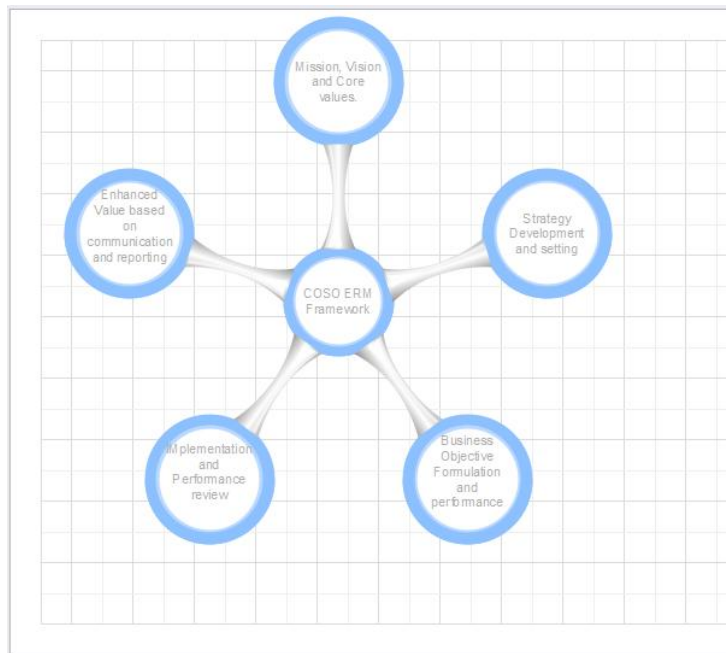 Mission, Vision
and Core
values.
Enhanced
Value based
on
communication
and reporting
Strategy
Development
and setting
COSO ERM
Framework
IMplementation
and
Performance
review
Business
Objective
Formulation
and
performance